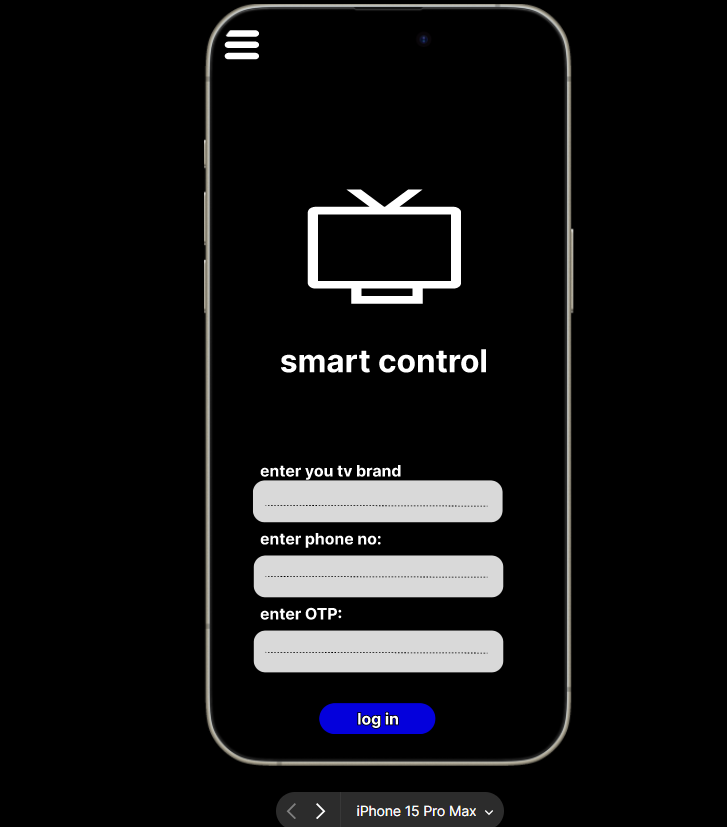 smart control
enter you tv brand
enter phone no:
enter OTP:
log in
iPhone 15 Pro Max